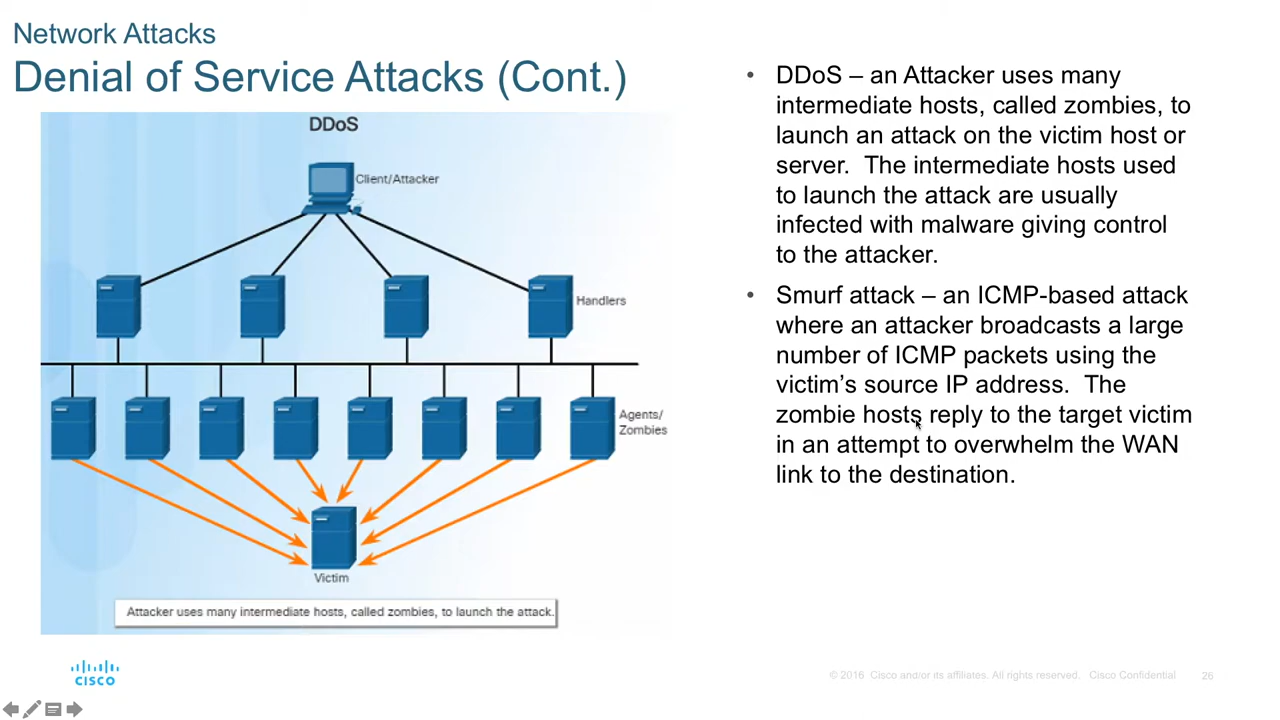 Network Attacks
Denial of Service Attacks (Cont.)
DDoS
Client/Attacker
Handlers
Agents/
Zombies
Victim
Attacker uses many intermediate hosts, called zombies, to launch the attack.
• DDoS – an Attacker uses many
intermediate hosts, called zombies, to
launch an attack on the victim host or
server.  The intermediate hosts used
to launch the attack are usually
infected with malware giving control
to the attacker.
• Smurf attack – an ICMP-based attack
where an attacker broadcasts a large
number of ICMP packets using the
victim's source IP address.  The
zombie hosts reply to the target victim
in an attempt to overwhelm the WAN
link to the destination.
CISCO
© 2016 Cisco and/or its affiliates. All rights reserved. Cisco Confidential
26